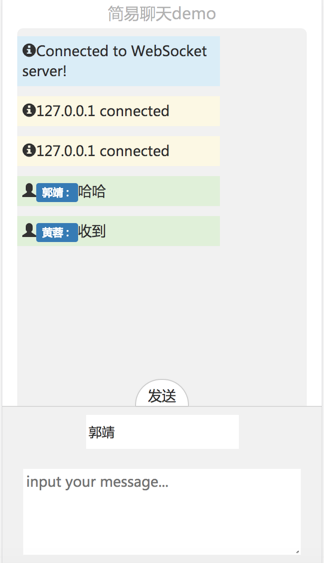 简易聊天demo
Connected to WebSocket
server!
127.0.0.1 connected
127.0.0.1 connected
郭靖：哈哈
黄蓉：收到
发送
郭靖
input your message...